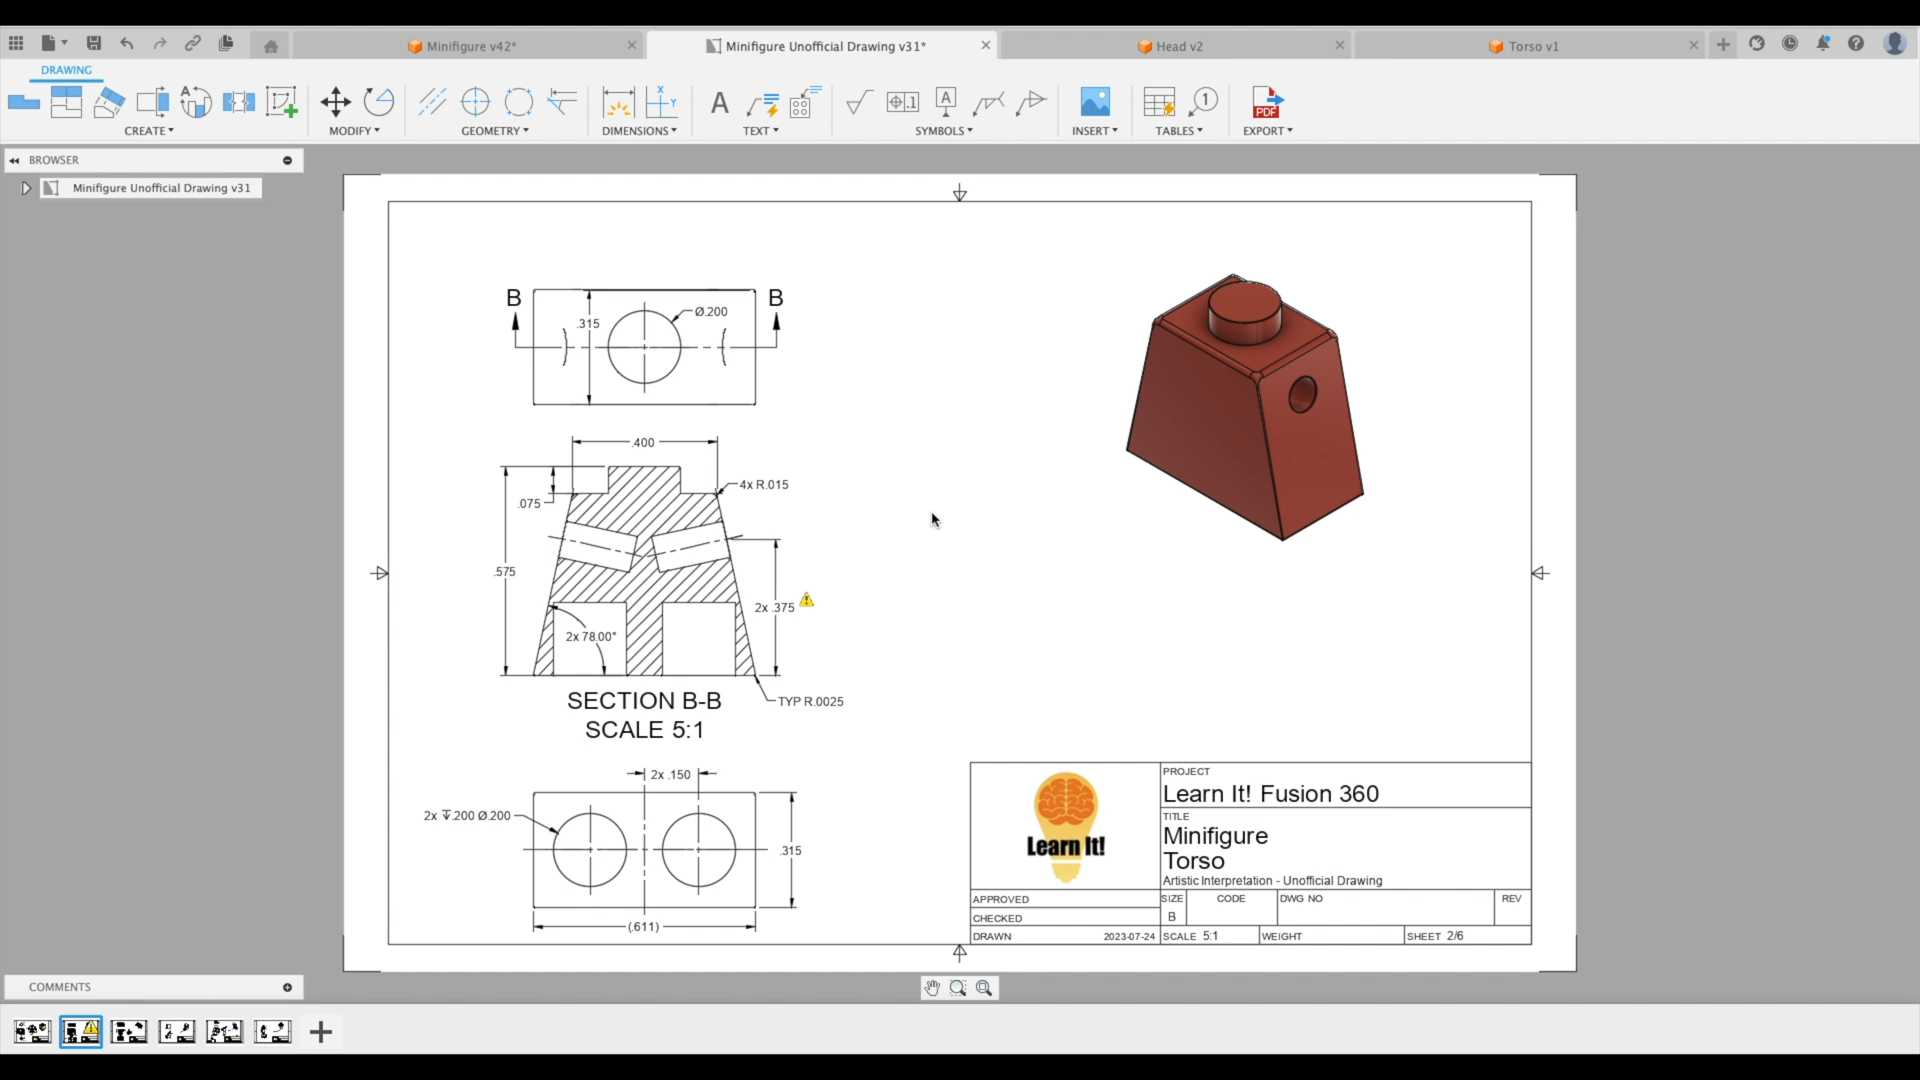 Minifigure v42*
Minifigure Unofficial Drawing v31*
Head v2
Torso v1
DRAWING
CREATE
MODIFY
GEOMETRY
DIMENSIONS
TEXT
SYMBOLS
INSERT
TABLES
EXPORT
BROWSER
Minifigure Unofficial Drawing v31
B
B
.315
Ø.200
.400
.075
4x R.015
.575
2x .375
2x 78.00°
SECTION B-B
SCALE 5:1
TYP R.0025
2x .150
2x ↧.200 Ø.200
.315
(.611)
Learn It!
PROJECT
Learn It! Fusion 360
TITLE
Minifigure
Torso
Artistic Interpretation - Unofficial Drawing
APPROVED
CHECKED
DRAWN 2023-07-24
SIZE
B
CODE
DWG NO
REV
SCALE 5:1
WEIGHT
SHEET 2/6
COMMENTS